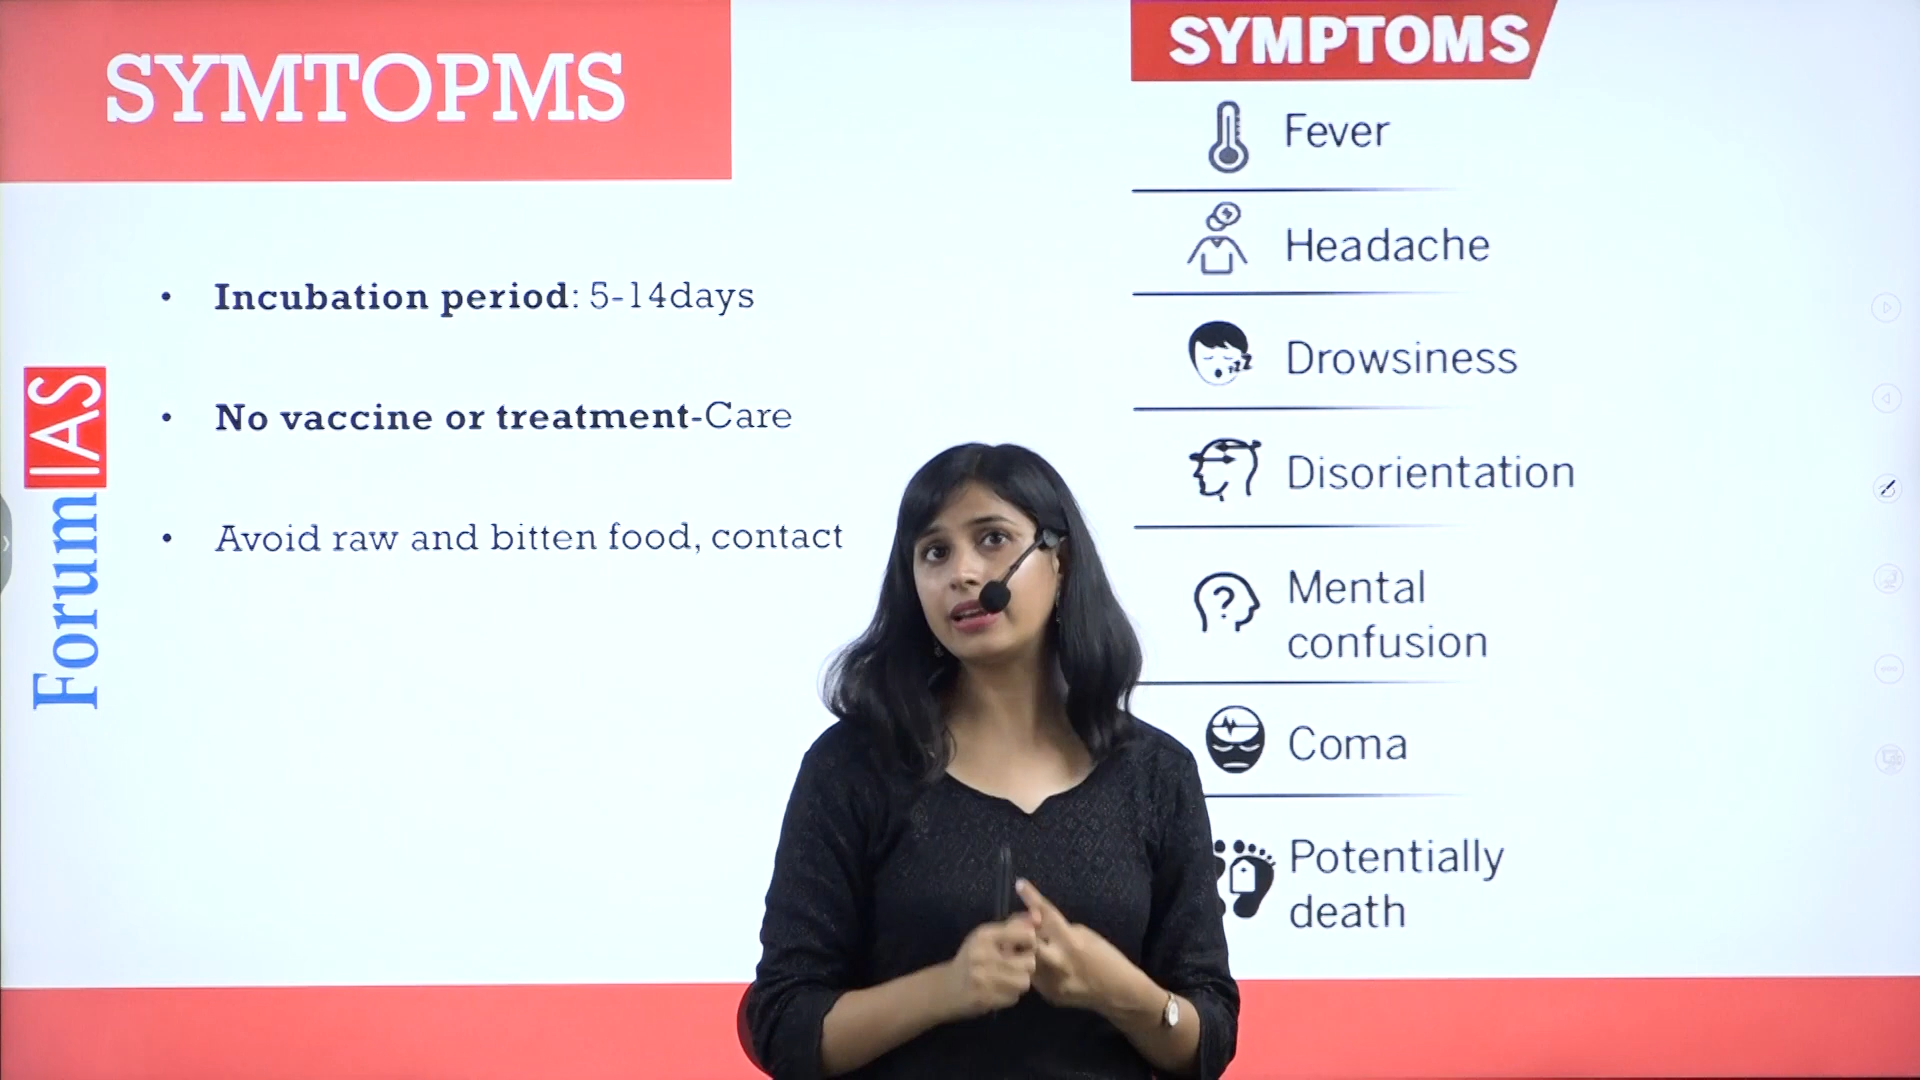 SYMTOPMS
• Incubation period: 5-14days
• No vaccine or treatment-Care
• Avoid raw and bitten food, contact
Forum IAS
SYMPTOMS
Fever
Headache
Drowsiness
Disorientation
Mental
confusion
Coma
Potentially
death